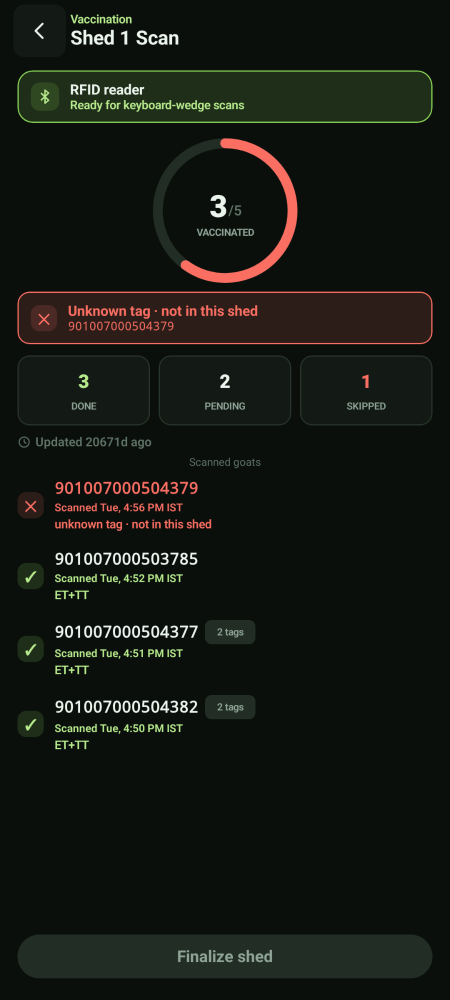 Vaccination
Shed 1 Scan
RFID reader
Ready for keyboard-wedge scans
3/5
VACCINATED
Unknown tag · not in this shed
901007000504379
3
DONE
2
PENDING
1
SKIPPED
Updated 20671d ago
Scanned goats
901007000504379
Scanned Tue, 4:56 PM IST
unknown tag · not in this shed
901007000503785
Scanned Tue, 4:52 PM IST
ET+TT
901007000504377 2 tags
Scanned Tue, 4:51 PM IST
ET+TT
901007000504382 2 tags
Scanned Tue, 4:50 PM IST
ET+TT
Finalize shed